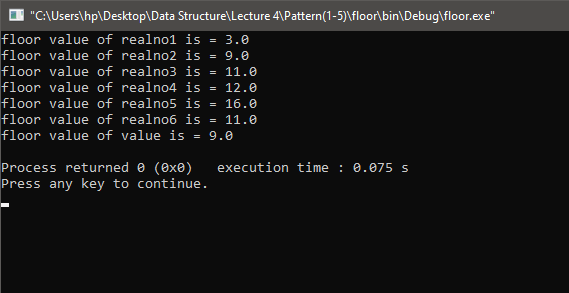 "C:\Users\hp\Desktop\Data Structure\Lecture 4\Pattern(1-5)\floor\bin\Debug\floor.exe"
floor value of realno1 is = 3.0
floor value of realno2 is = 9.0
floor value of realno3 is = 11.0
floor value of realno4 is = 12.0
floor value of realno5 is = 16.0
floor value of realno6 is = 11.0
floor value of value is = 9.0
Process returned 0 (0x0)   execution time : 0.075 s
Press any key to continue.